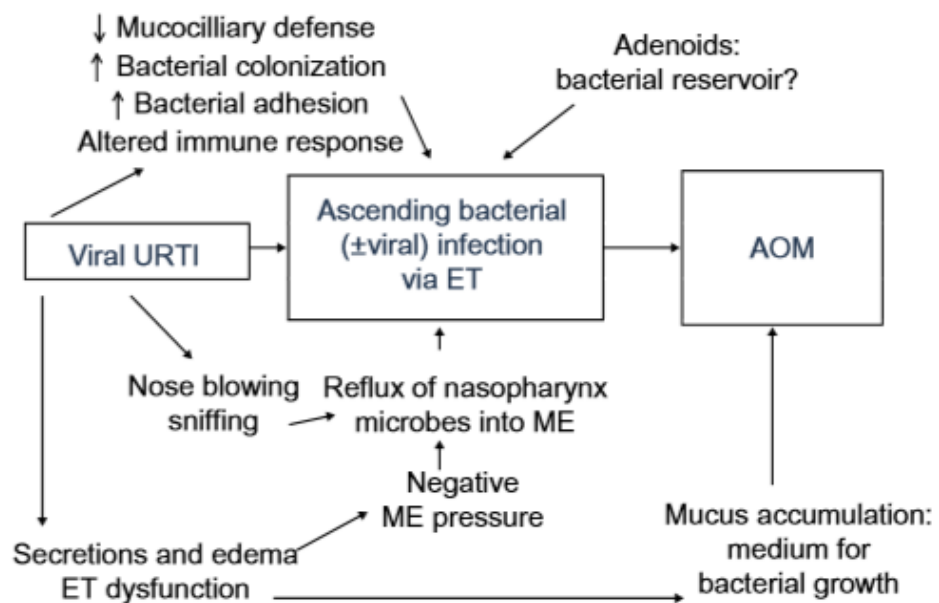 ↓ Mucocilliary defense
↑ Bacterial colonization
↑ Bacterial adhesion
Altered immune response
Adenoids:
bacterial reservoir?
Viral URTI
Ascending bacterial
(±viral) infection
via ET
AOM
Nose blowing
sniffing
Reflux of nasopharynx
microbes into ME
Negative
ME pressure
Secretions and edema
ET dysfunction
Mucus accumulation:
medium for
bacterial growth